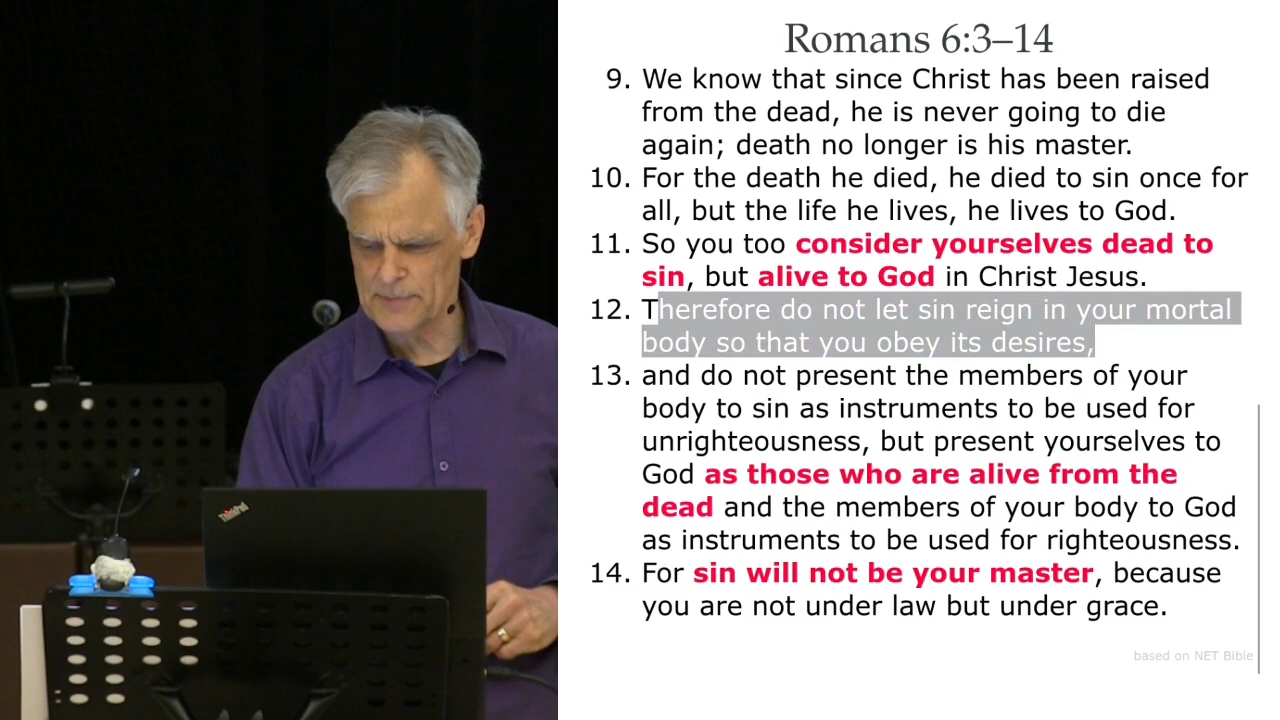 Romans 6:3–14
9. We know that since Christ has been raised
from the dead, he is never going to die
again; death no longer is his master.
10. For the death he died, he died to sin once for
all, but the life he lives, he lives to God.
11. So you too consider yourselves dead to
sin, but alive to God in Christ Jesus.
12. Therefore do not let sin reign in your mortal
body so that you obey its desires,
13. and do not present the members of your
body to sin as instruments to be used for
unrighteousness, but present yourselves to
God as those who are alive from the
dead and the members of your body to God
as instruments to be used for righteousness.
14. For sin will not be your master, because
you are not under law but under grace.
based on NET Bible
ThinkPad